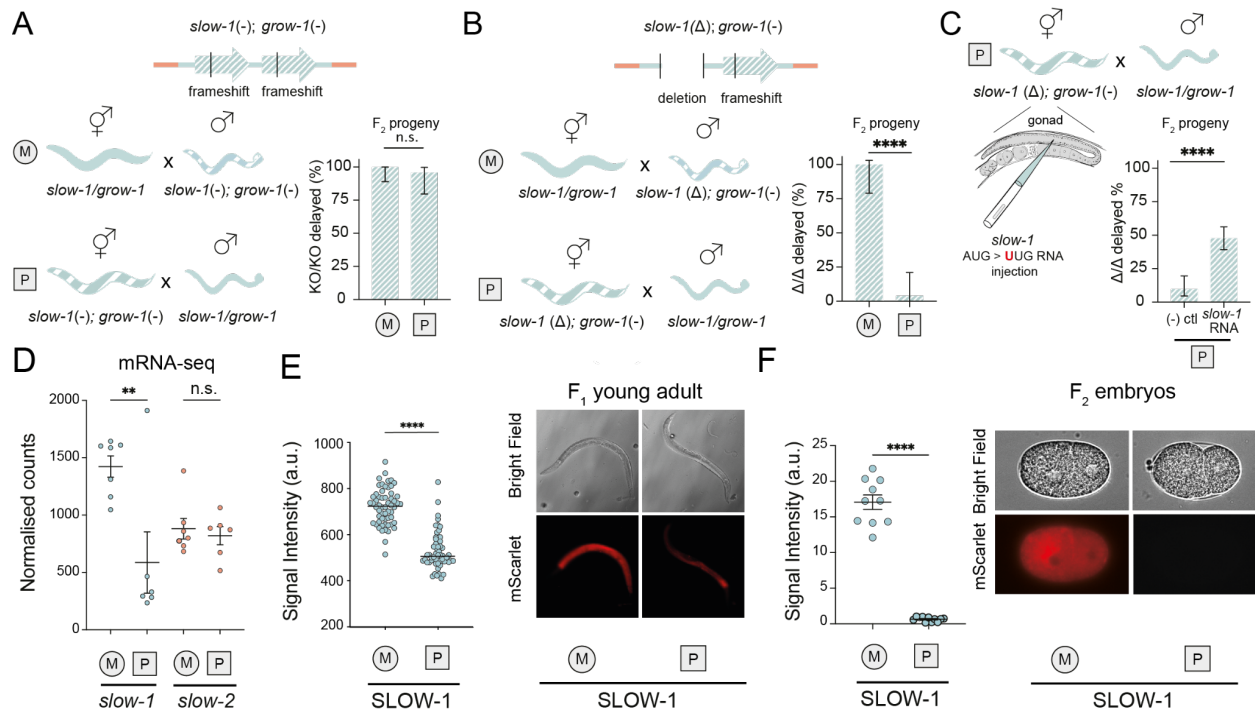 A
slow-1(-); grow-1(-)
frameshift frameshift
M
slow-1/grow-1
x
slow-1(-); grow-1(-)
P
slow-1(-); grow-1(-)
x
slow-1/grow-1
F2 progeny
n.s.
KO/KO delayed (%)
100
75
50
25
0
M P
B
slow-1(Δ); grow-1(-)
deletion frameshift
M
slow-1/grow-1
x
slow-1 (Δ); grow-1(-)
P
slow-1 (Δ); grow-1(-)
x
slow-1/grow-1
F2 progeny
****
Δ/Δ delayed (%)
100
75
50
25
0
M P
C
P
x
slow-1 (Δ); grow-1(-)
slow-1/grow-1
gonad
slow-1
AUG > UUG RNA
injection
F2 progeny
****
Δ/Δ delayed %
100
75
50
25
0
(-) ctl slow-1
RNA
P
D
mRNA-seq
** n.s.
Normalised counts
2000
1500
1000
500
0
M P M P
slow-1 slow-2
E
****
Signal Intensity (a.u.)
1000
800
600
400
200
M P
SLOW-1
F1 young adult
Bright Field
mScarlet
M P
SLOW-1
F
****
Signal Intensity (a.u.)
25
20
15
10
5
0
M P
SLOW-1
F2 embryos
Bright Field
mScarlet
M P
SLOW-1